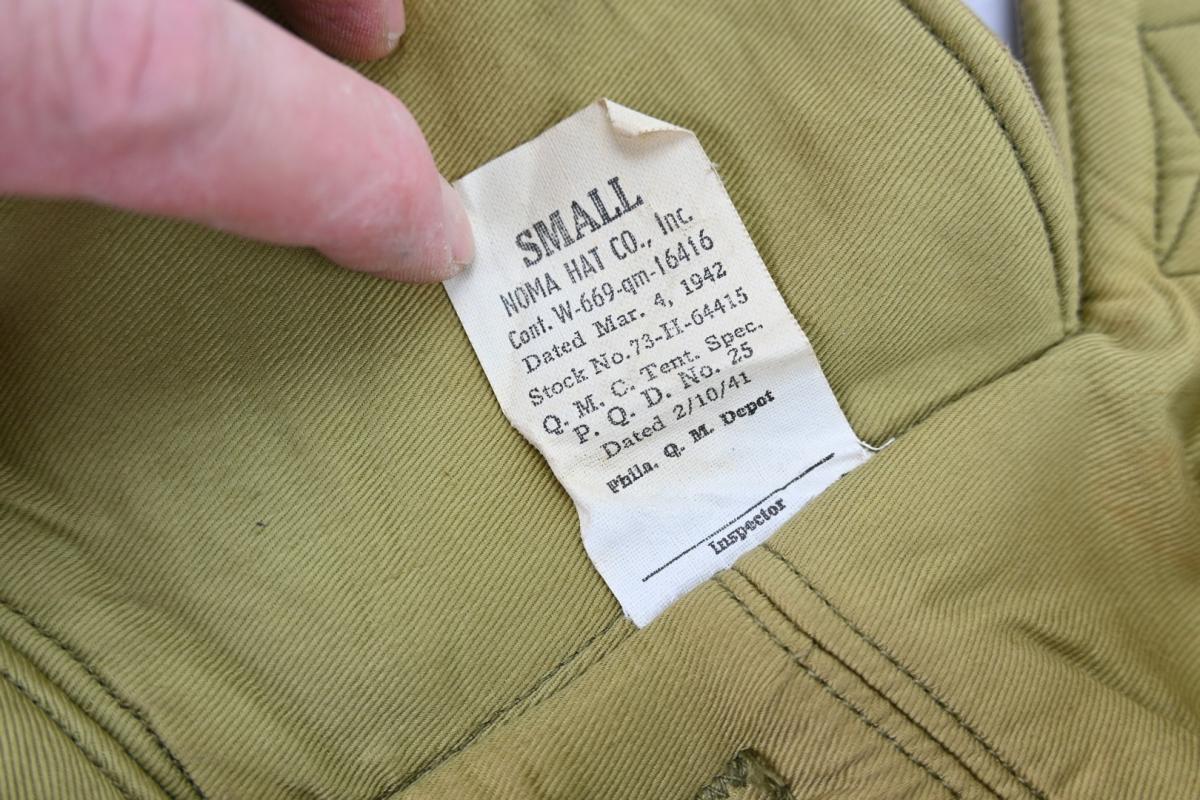 SMALL
NOMA HAT CO., Inc.
Cont. W-669-qm-16416
Dated Mar. 4, 1942
Stock No. 73-H-64415
Q. M. C. Tent. Spec.
P. Q. D. No. 25
Dated 2/10/41
Phila. Q. M. Depot
Inspector